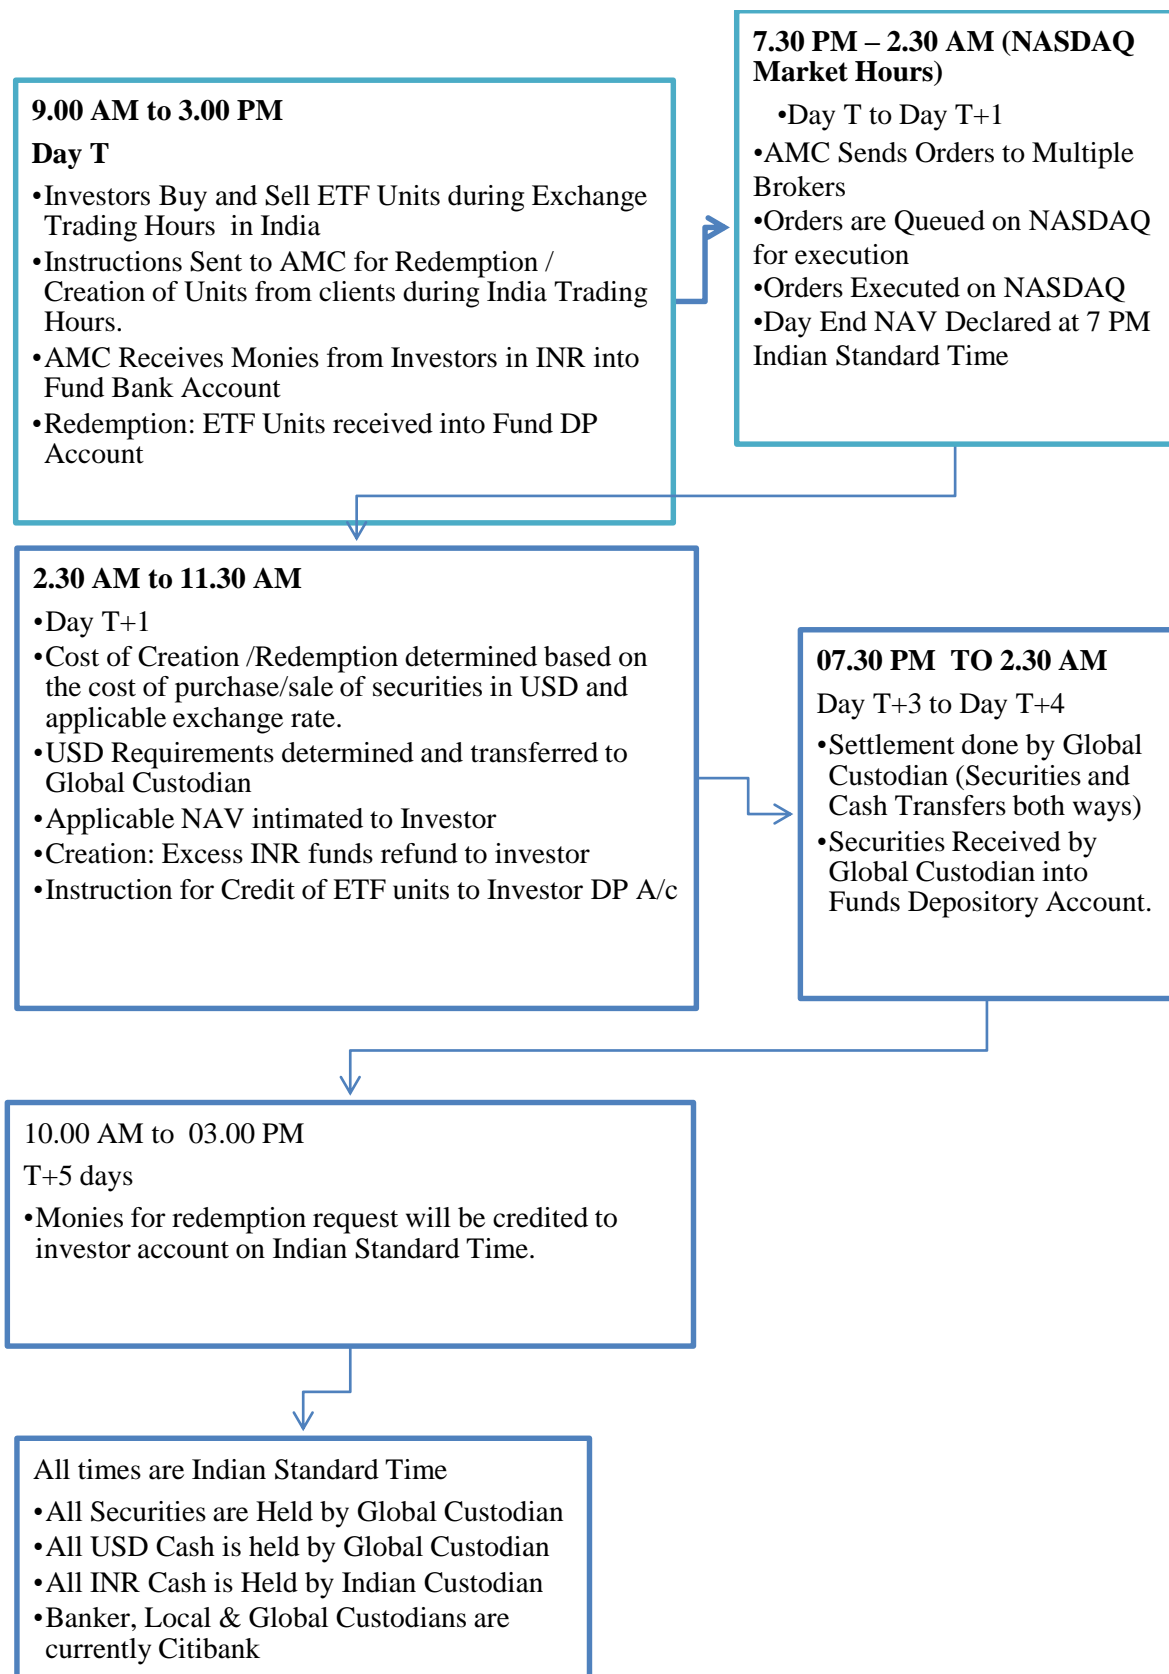 9.00 AM to 3.00 PM
Day T
•Investors Buy and Sell ETF Units during Exchange
Trading Hours  in India
•Instructions Sent to AMC for Redemption /
Creation of Units from clients during India Trading
Hours.
•AMC Receives Monies from Investors in INR into
Fund Bank Account
•Redemption: ETF Units received into Fund DP
Account
7.30 PM – 2.30 AM (NASDAQ
Market Hours)
•Day T to Day T+1
•AMC Sends Orders to Multiple
Brokers
•Orders are Queued on NASDAQ
for execution
•Orders Executed on NASDAQ
•Day End NAV Declared at 7 PM
Indian Standard Time
2.30 AM to 11.30 AM
•Day T+1
•Cost of Creation /Redemption determined based on
the cost of purchase/sale of securities in USD and
applicable exchange rate.
•USD Requirements determined and transferred to
Global Custodian
•Applicable NAV intimated to Investor
•Creation: Excess INR funds refund to investor
•Instruction for Credit of ETF units to Investor DP A/c
07.30 PM  TO 2.30 AM
Day T+3 to Day T+4
•Settlement done by Global
Custodian (Securities and
Cash Transfers both ways)
•Securities Received by
Global Custodian into
Funds Depository Account.
10.00 AM to  03.00 PM
T+5 days
•Monies for redemption request will be credited to
investor account on Indian Standard Time.
All times are Indian Standard Time
•All Securities are Held by Global Custodian
•All USD Cash is held by Global Custodian
•All INR Cash is Held by Indian Custodian
•Banker, Local & Global Custodians are
currently Citibank